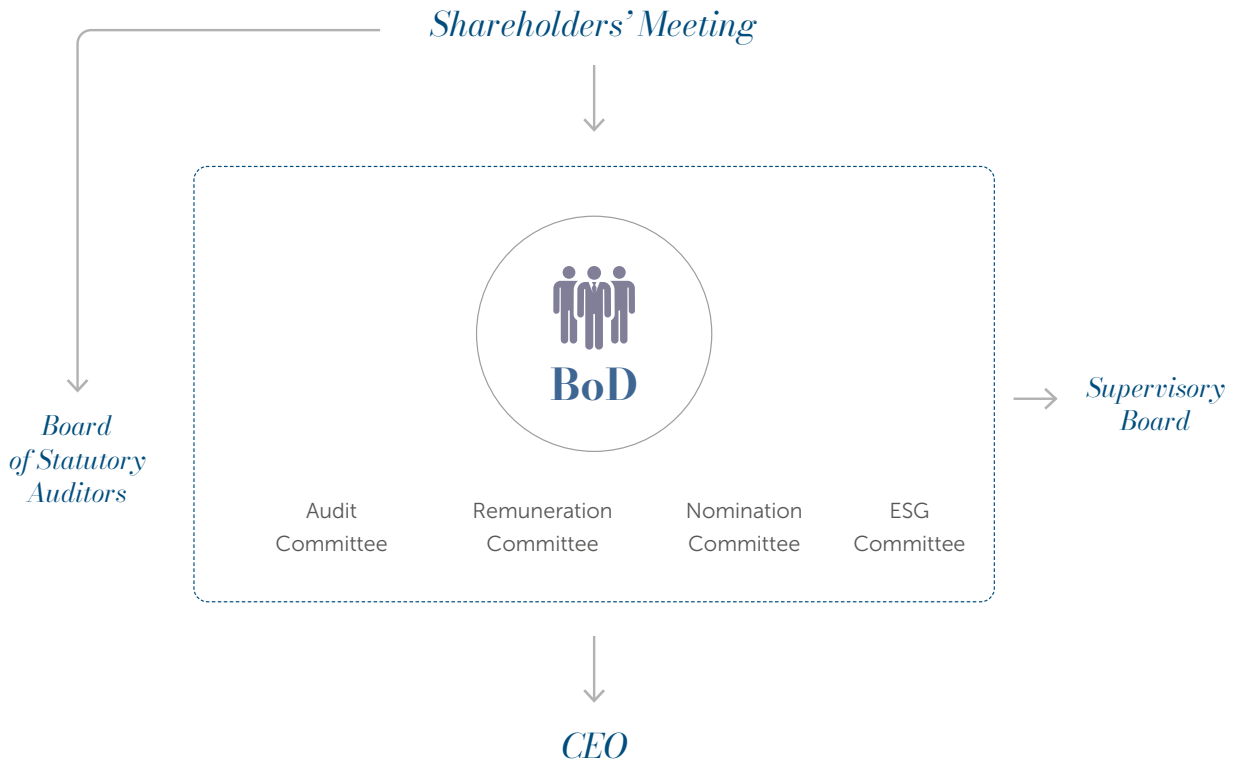 Shareholders’ Meeting
BoD
Supervisory
Board
Board
of Statutory
Auditors
Audit
Committee
Remuneration
Committee
Nomination
Committee
ESG
Committee
CEO